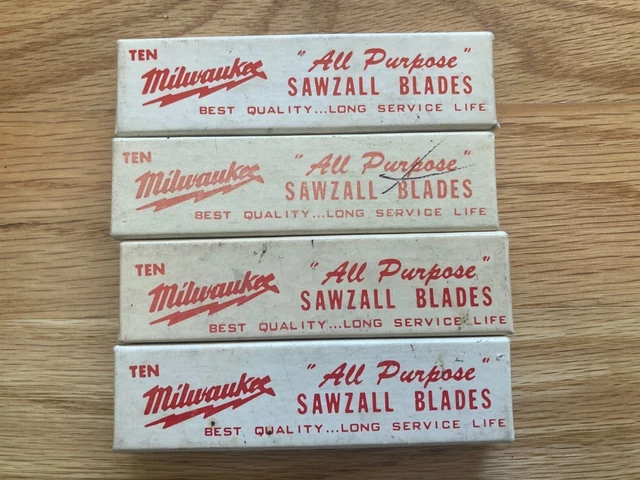 TEN
Milwaukee
"All Purpose"
SAWZALL BLADES
BEST QUALITY...LONG SERVICE LIFE
TEN
Milwaukee
"All Purpose"
SAWZALL BLADES
BEST QUALITY...LONG SERVICE LIFE
TEN
Milwaukee
"All Purpose"
SAWZALL BLADES
BEST QUALITY...LONG SERVICE LIFE
TEN
Milwaukee
"All Purpose"
SAWZALL BLADES
BEST QUALITY...LONG SERVICE LIFE